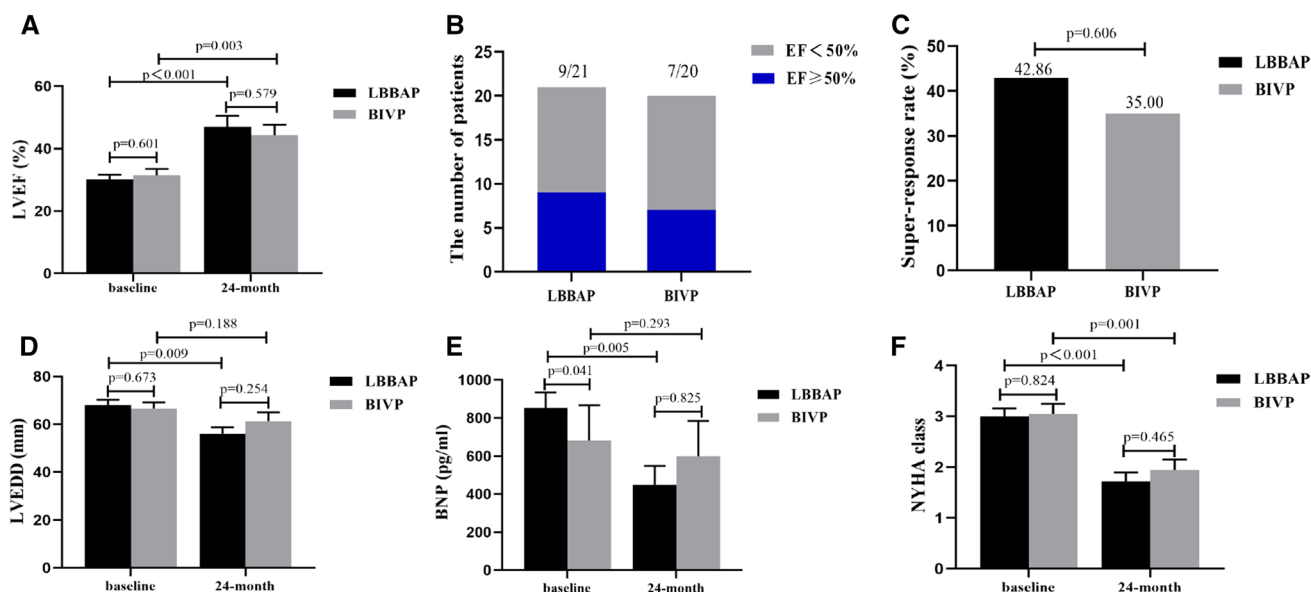 A
p=0.003
p<0.001
p=0.579
p=0.601
LVEF (%)
60
40
20
0
baseline 24-month
LBBAP
BIVP
B
The number of patients
25
20
15
10
5
0
9/21 7/20
LBBAP BIVP
EF<50%
EF≥50%
C
p=0.606
Super-response rate (%)
50
40
30
20
10
0
42.86
35.00
LBBAP BIVP
LBBAP
BIVP
D
p=0.188
p=0.009
p=0.673
p=0.254
LVEDD (mm)
80
60
40
20
0
baseline 24-month
LBBAP
BIVP
E
p=0.293
p=0.005
p=0.041
p=0.825
BNP (pg/ml)
1000
800
600
400
200
0
baseline 24-month
LBBAP
BIVP
F
p=0.001
p<0.001
p=0.824
p=0.465
NYHA class
4
3
2
1
0
baseline 24-month
LBBAP
BIVP